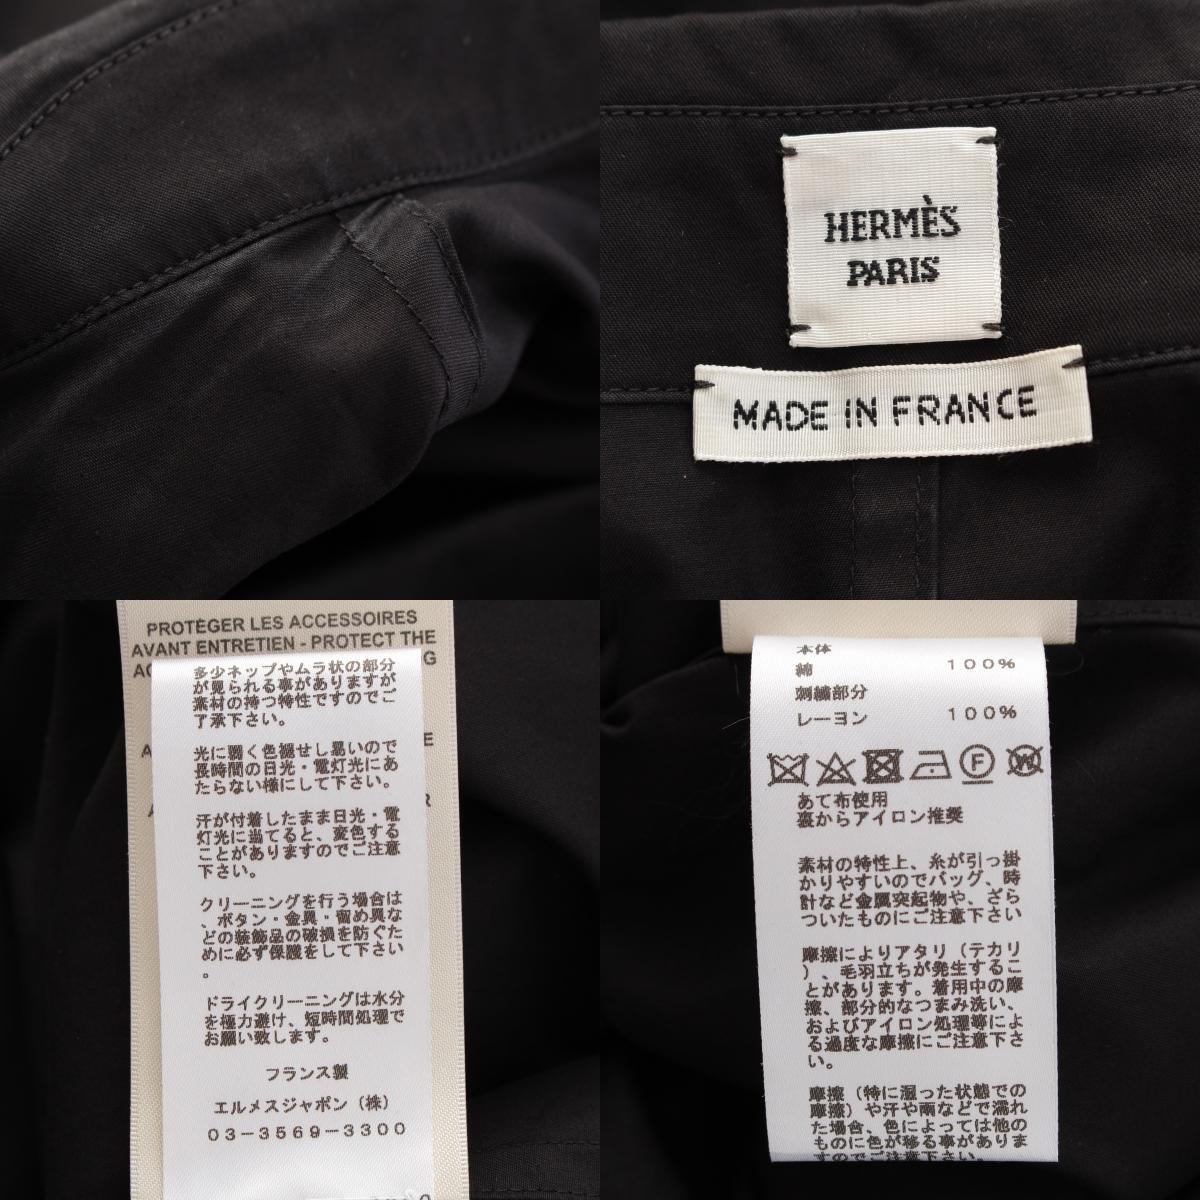 HERMÈS
PARIS
MADE IN FRANCE
PROTÉGER LES ACCESSOIRES
AVANT ENTRETIEN - PROTECT THE
多少ネップやムラ状の部分
が見られる事がありますが
素材の持つ特性ですのでご
了承下さい。
光に弱く色褪せし易いので
長時間の日光・電灯光にあ
たらない様にして下さい。
汗が付着したまま日光・電
灯光に当てると、変色する
ことがありますのでご注意
下さい。
クリーニングを行う場合は
、ボタン・金具・留め具な
どの装飾品の破損を防ぐた
めに必ず保護をして下さい
。
ドライクリーニングは水分
を極力避け、短時間処理で
お願い致します。
フランス製
エルメスジャポン（株）
03-3569-3300
本体
綿 100%
刺繍部分
レーヨン 100%
F
W
あて布使用
裏からアイロン推奨
素材の特性上、糸が引っ掛
かりやすいのでバッグ、時
計など金属突起物や、ざら
ついたものにご注意下さい
摩擦によりアタリ（テカリ
）、毛羽立ちが発生するこ
とがあります。着用中の摩
擦、部分的なつまみ洗い、
およびアイロン処理等によ
る過度な摩擦にご注意下さ
い。
摩擦（特に湿った状態での
摩擦）や汗や雨などで濡れ
た場合、色によっては他の
ものに色が移る事がありま
すのでご注意下さい